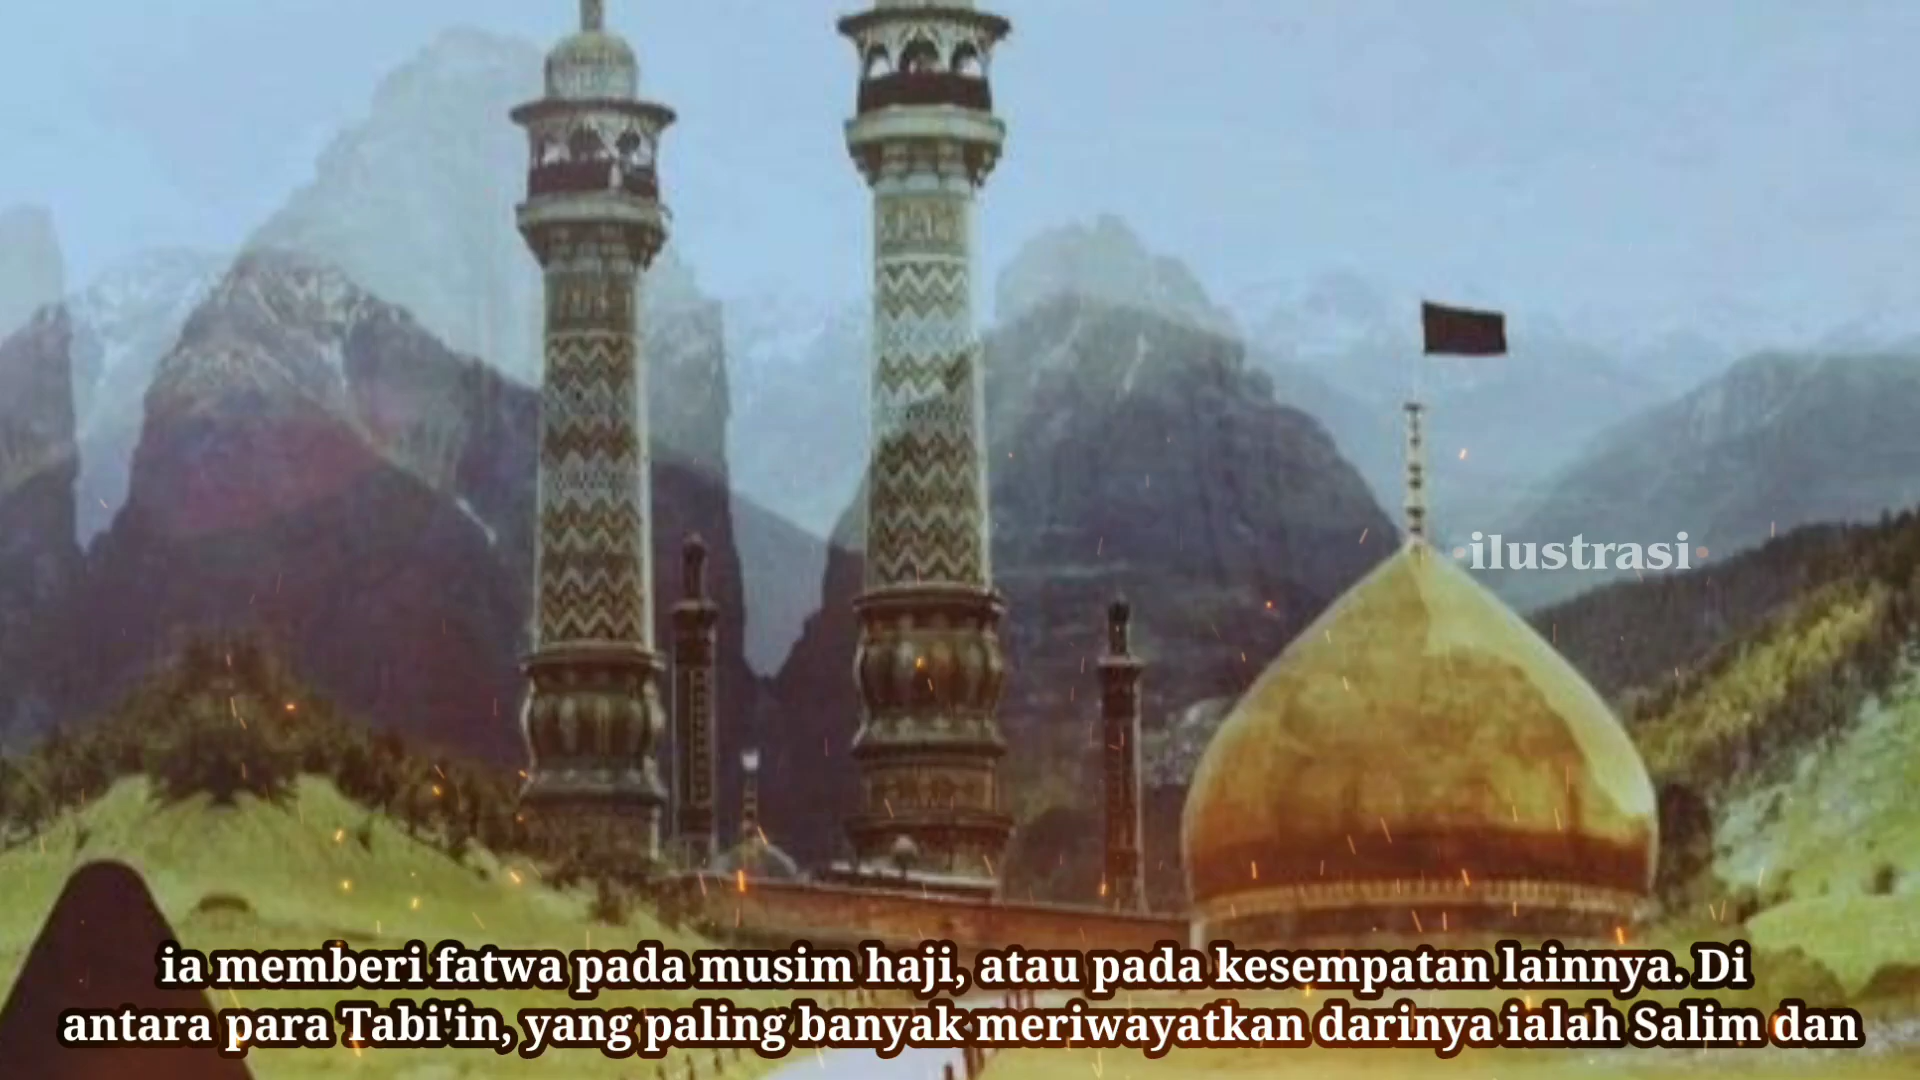 •ilustrasi•
ia memberi fatwa pada musim haji, atau pada kesempatan lainnya. Di
antara para Tabi'in, yang paling banyak meriwayatkan darinya ialah Salim dan